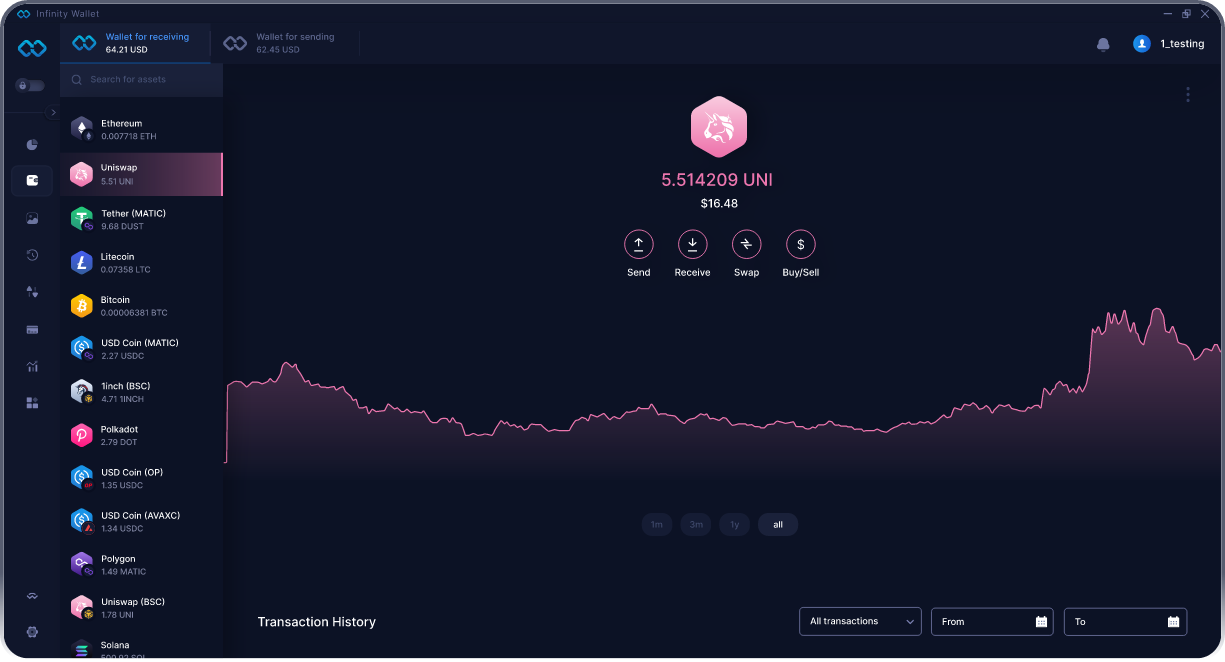 Infinity Wallet
Wallet for receiving
64.21 USD
Wallet for sending
62.45 USD
1_testing
Search for assets
Ethereum
0.007718 ETH
Uniswap
5.51 UNI
Tether (MATIC)
9.68 DUST
Litecoin
0.07358 LTC
Bitcoin
0.00006381 BTC
USD Coin (MATIC)
2.27 USDC
1inch (BSC)
4.71 1INCH
Polkadot
2.79 DOT
USD Coin (OP)
1.35 USDC
USD Coin (AVAXC)
1.34 USDC
Polygon
1.49 MATIC
Uniswap (BSC)
1.78 UNI
Solana
5.514209 UNI
$16.48
Send
Receive
Swap
Buy/Sell
1m
3m
1y
all
Transaction History
All transactions
From
To